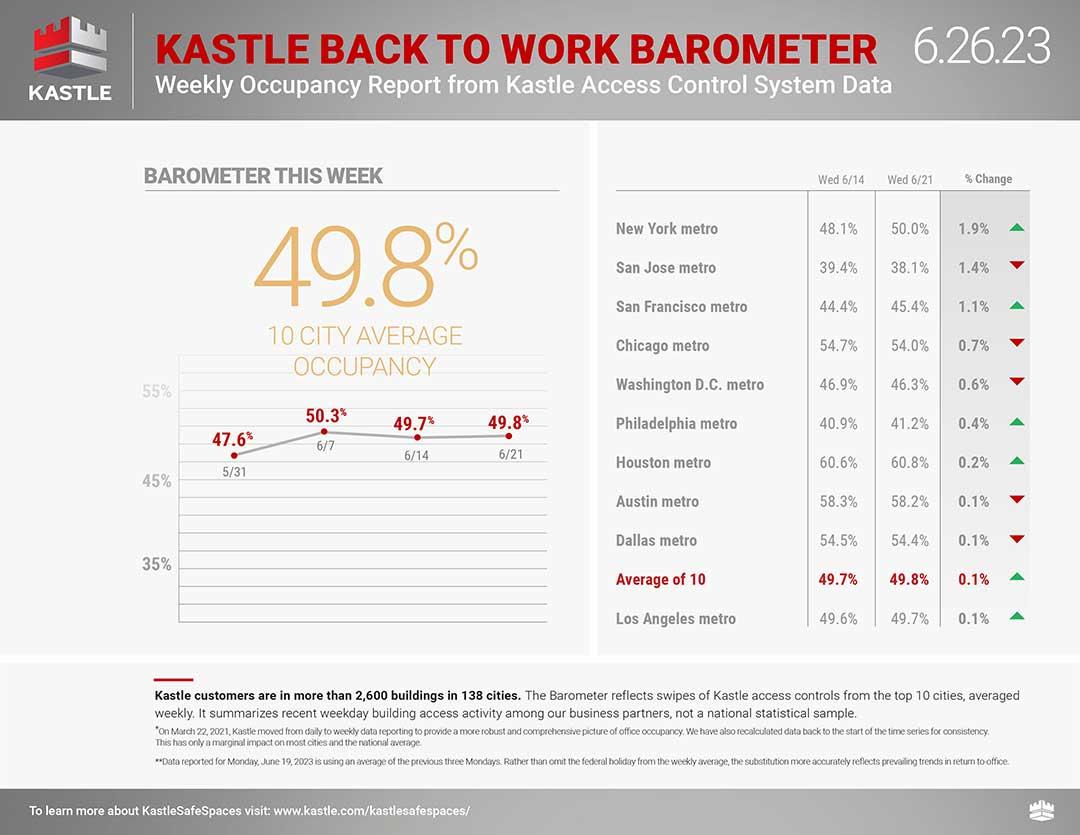 KASTLE
KASTLE BACK TO WORK BAROMETER
Weekly Occupancy Report from Kastle Access Control System Data
6.26.23
BAROMETER THIS WEEK
49.8%
10 CITY AVERAGE
OCCUPANCY
55%
45%
35%
47.6%
5/31
50.3%
6/7
49.7%
6/14
49.8%
6/21
Wed 6/14 Wed 6/21 % Change
New York metro 48.1% 50.0% 1.9%
San Jose metro 39.4% 38.1% 1.4%
San Francisco metro 44.4% 45.4% 1.1%
Chicago metro 54.7% 54.0% 0.7%
Washington D.C. metro 46.9% 46.3% 0.6%
Philadelphia metro 40.9% 41.2% 0.4%
Houston metro 60.6% 60.8% 0.2%
Austin metro 58.3% 58.2% 0.1%
Dallas metro 54.5% 54.4% 0.1%
Average of 10 49.7% 49.8% 0.1%
Los Angeles metro 49.6% 49.7% 0.1%
Kastle customers are in more than 2,600 buildings in 138 cities. The Barometer reflects swipes of Kastle access controls from the top 10 cities, averaged
weekly. It summarizes recent weekday building access activity among our business partners, not a national statistical sample.
*On March 22, 2021, Kastle moved from daily to weekly data reporting to provide a more robust and comprehensive picture of office occupancy. We have also recalculated data back to the start of the time series for consistency.
This has only a marginal impact on most cities and the national average.
**Data reported for Monday, June 19, 2023 is using an average of the previous three Mondays. Rather than omit the federal holiday from the weekly average, the substitution more accurately reflects prevailing trends in return to office.
To learn more about KastleSafeSpaces visit: www.kastle.com/kastlesafespaces/